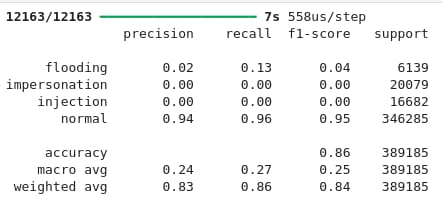 12163/12163 ━━━━━━━━━━━━━━━━━━━━ 7s 558us/step
precision recall f1-score support
flooding 0.02 0.13 0.04 6139
impersonation 0.00 0.00 0.00 20079
injection 0.00 0.00 0.00 16682
normal 0.94 0.96 0.95 346285
accuracy 0.86 389185
macro avg 0.24 0.27 0.25 389185
weighted avg 0.83 0.86 0.84 389185